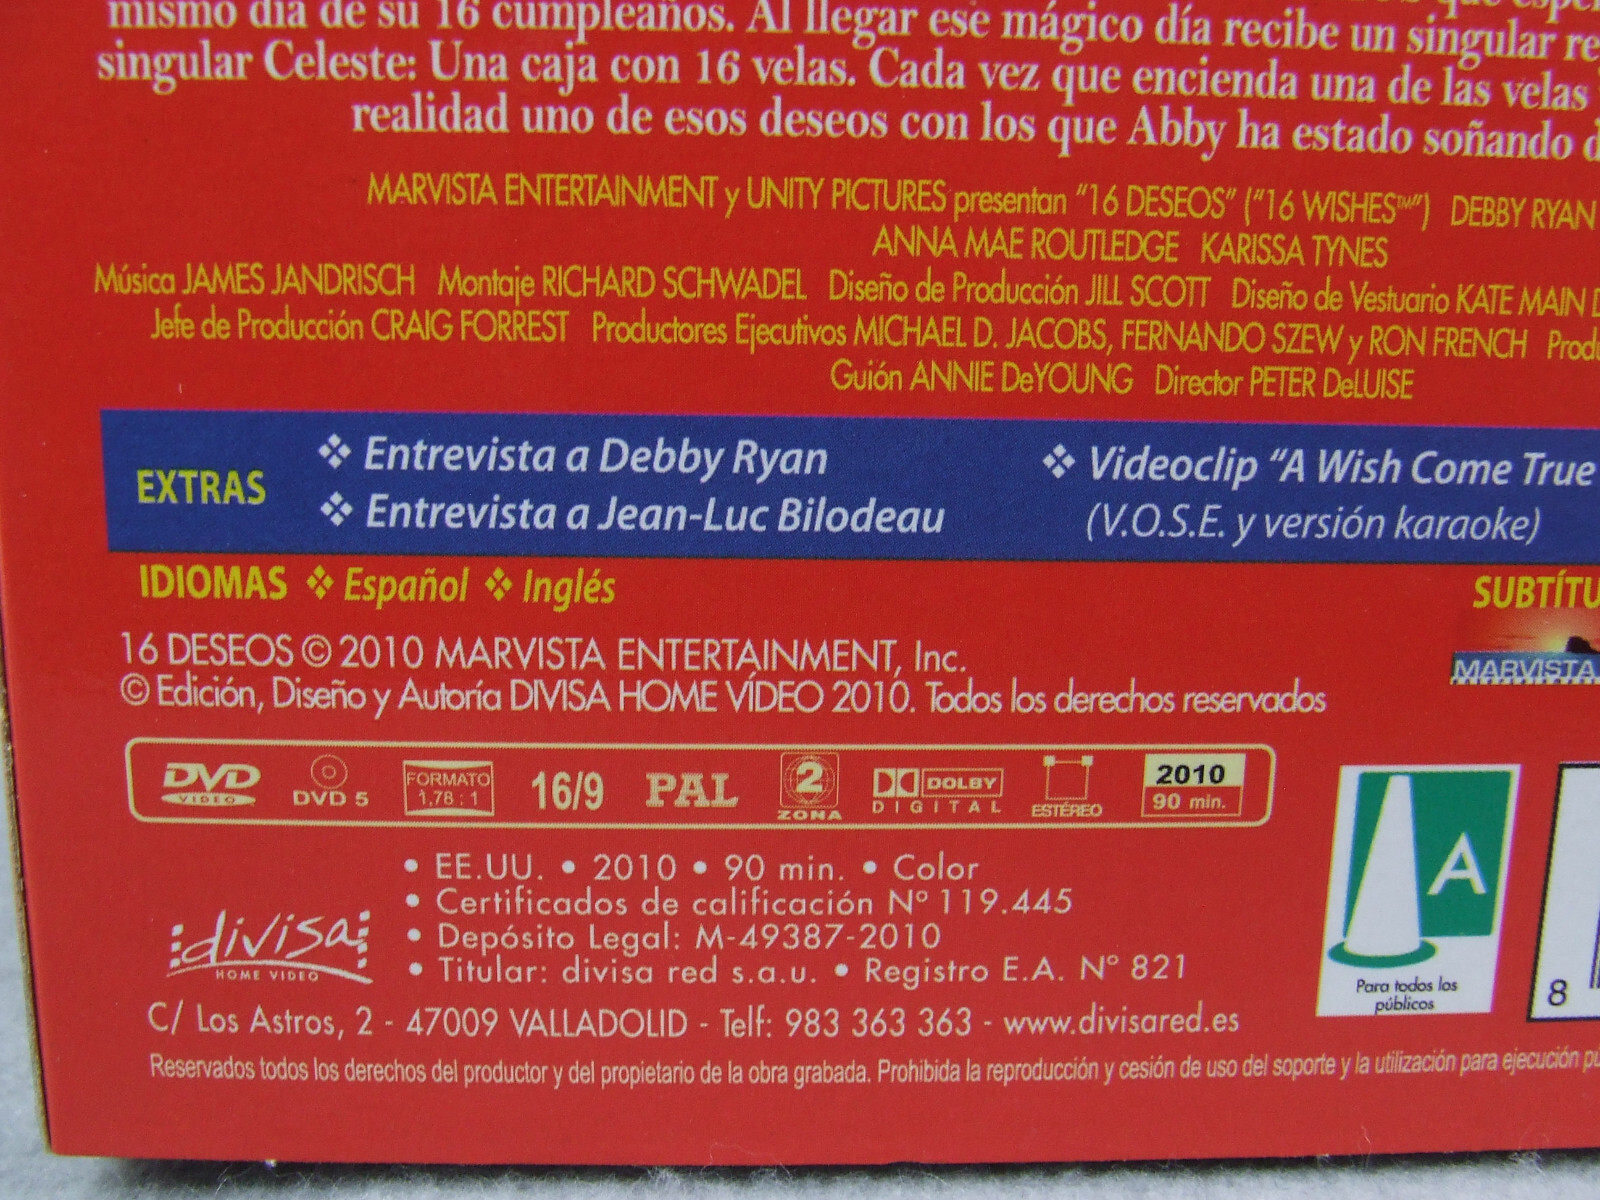 mismo día de su 16 cumpleaños. Al llegar ese mágico día recibe un singular
singular Celeste: Una caja con 16 velas. Cada vez que encienda una de las velas
realidad uno de esos deseos con los que Abby ha estado soñando
MARVISTA ENTERTAINMENT y UNITY PICTURES presentan "16 DESEOS" ("16 WISHES™") DEBBY RYAN
ANNA MAE ROUTLEDGE KARISSA TYNES
Música JAMES JANDRISCH Montaje RICHARD SCHWADEL Diseño de Producción JILL SCOTT Diseño de Vestuario KATE MAIN
Jefe de Producción CRAIG FORREST Productores Ejecutivos MICHAEL D. JACOBS, FERNANDO SZEW y RON FRENCH
Guión ANNIE DeYOUNG Director PETER DeLUISE
EXTRAS
❖ Entrevista a Debby Ryan
❖ Entrevista a Jean-Luc Bilodeau
❖ Videoclip "A Wish Come True
(V.O.S.E. y versión karaoke)
IDIOMAS ❖ Español ❖ Inglés
SUBTÍTU
MARVISTA
16 DESEOS © 2010 MARVISTA ENTERTAINMENT, Inc.
© Edición, Diseño y Autoría DIVISA HOME VÍDEO 2010. Todos los derechos reservados
DVD VIDEO
DVD 5
FORMATO 1,78 : 1
16/9
PAL
2 ZONA
DOLBY DIGITAL
ESTÉREO
2010
90 min.
• EE.UU. • 2010 • 90 min. • Color
• Certificados de calificación Nº 119.445
• Depósito Legal: M-49387-2010
• Titular: divisa red s.a.u. • Registro E.A. Nº 821
divisa
HOME VIDEO
C/ Los Astros, 2 - 47009 VALLADOLID - Telf: 983 363 363 - www.divisared.es
A
Para todos los
públicos
8
Reservados todos los derechos del productor y del propietario de la obra grabada. Prohibida la reproducción y cesión de uso del soporte y la utilización para ejecución